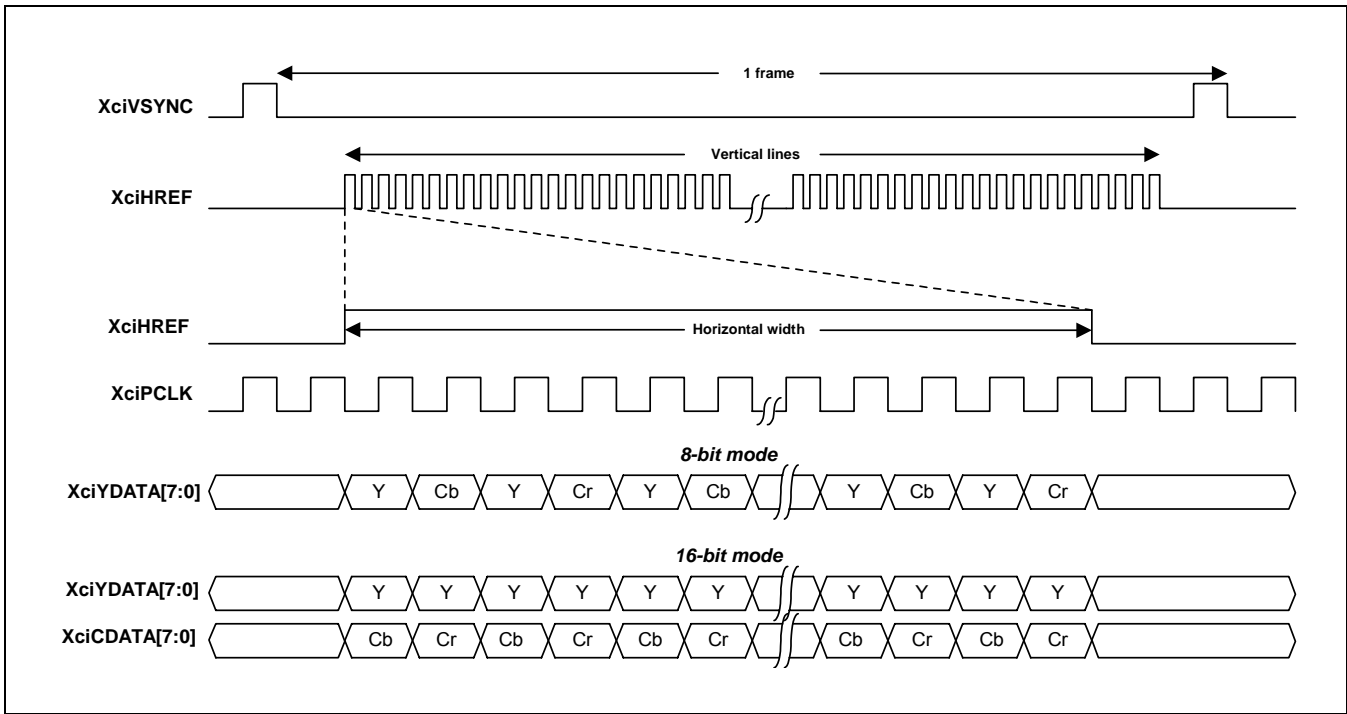 1 frame
XciVSYNC
Vertical lines
XciHREF
XciHREF
Horizontal width
XciPCLK
8-bit mode
XciYDATA[7:0] Y Cb Y Cr Y Cb Y Cb Y Cr
16-bit mode
XciYDATA[7:0] Y Y Y Y Y Y Y Y Y Y
XciCDATA[7:0] Cb Cr Cb Cr Cb Cr Cb Cr Cb Cr